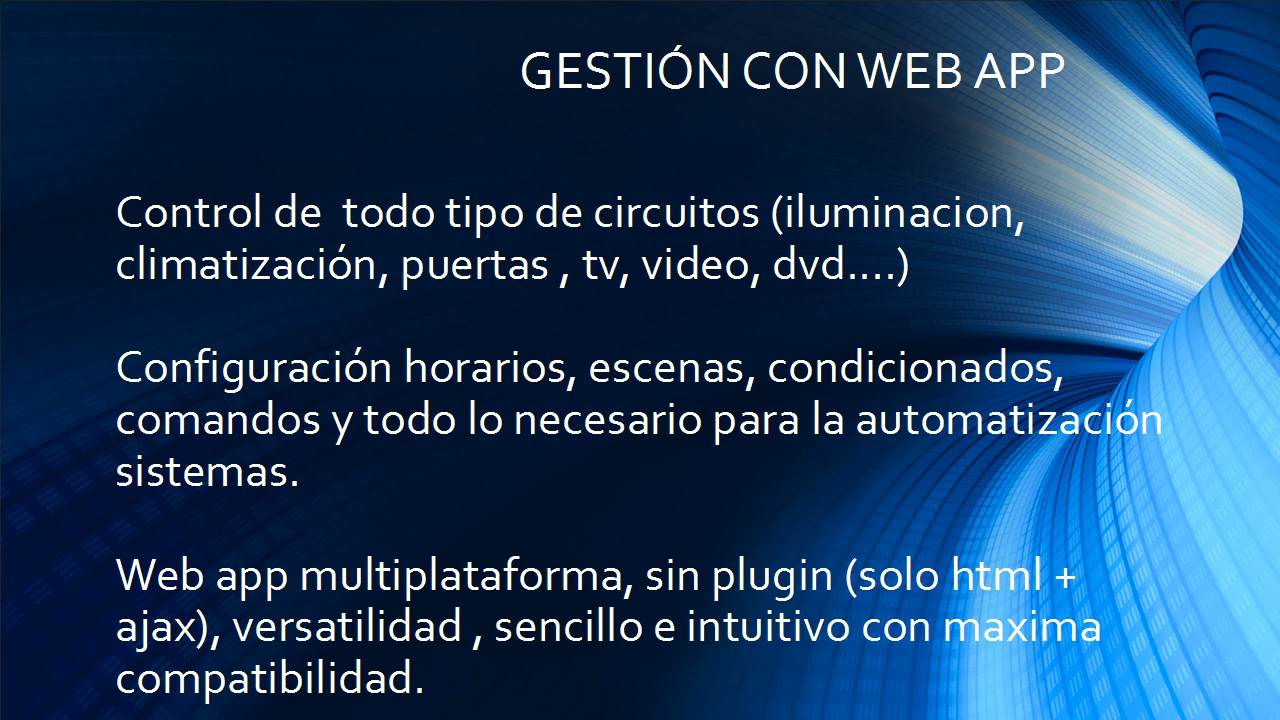 GESTIÓN CON WEB APP
Control de  todo tipo de circuitos (iluminacion,
climatización, puertas , tv, video, dvd....)
Configuración horarios, escenas, condicionados,
comandos y todo lo necesario para la automatización
sistemas.
Web app multiplataforma, sin plugin (solo html +
ajax), versatilidad , sencillo e intuitivo con maxima
compatibilidad.